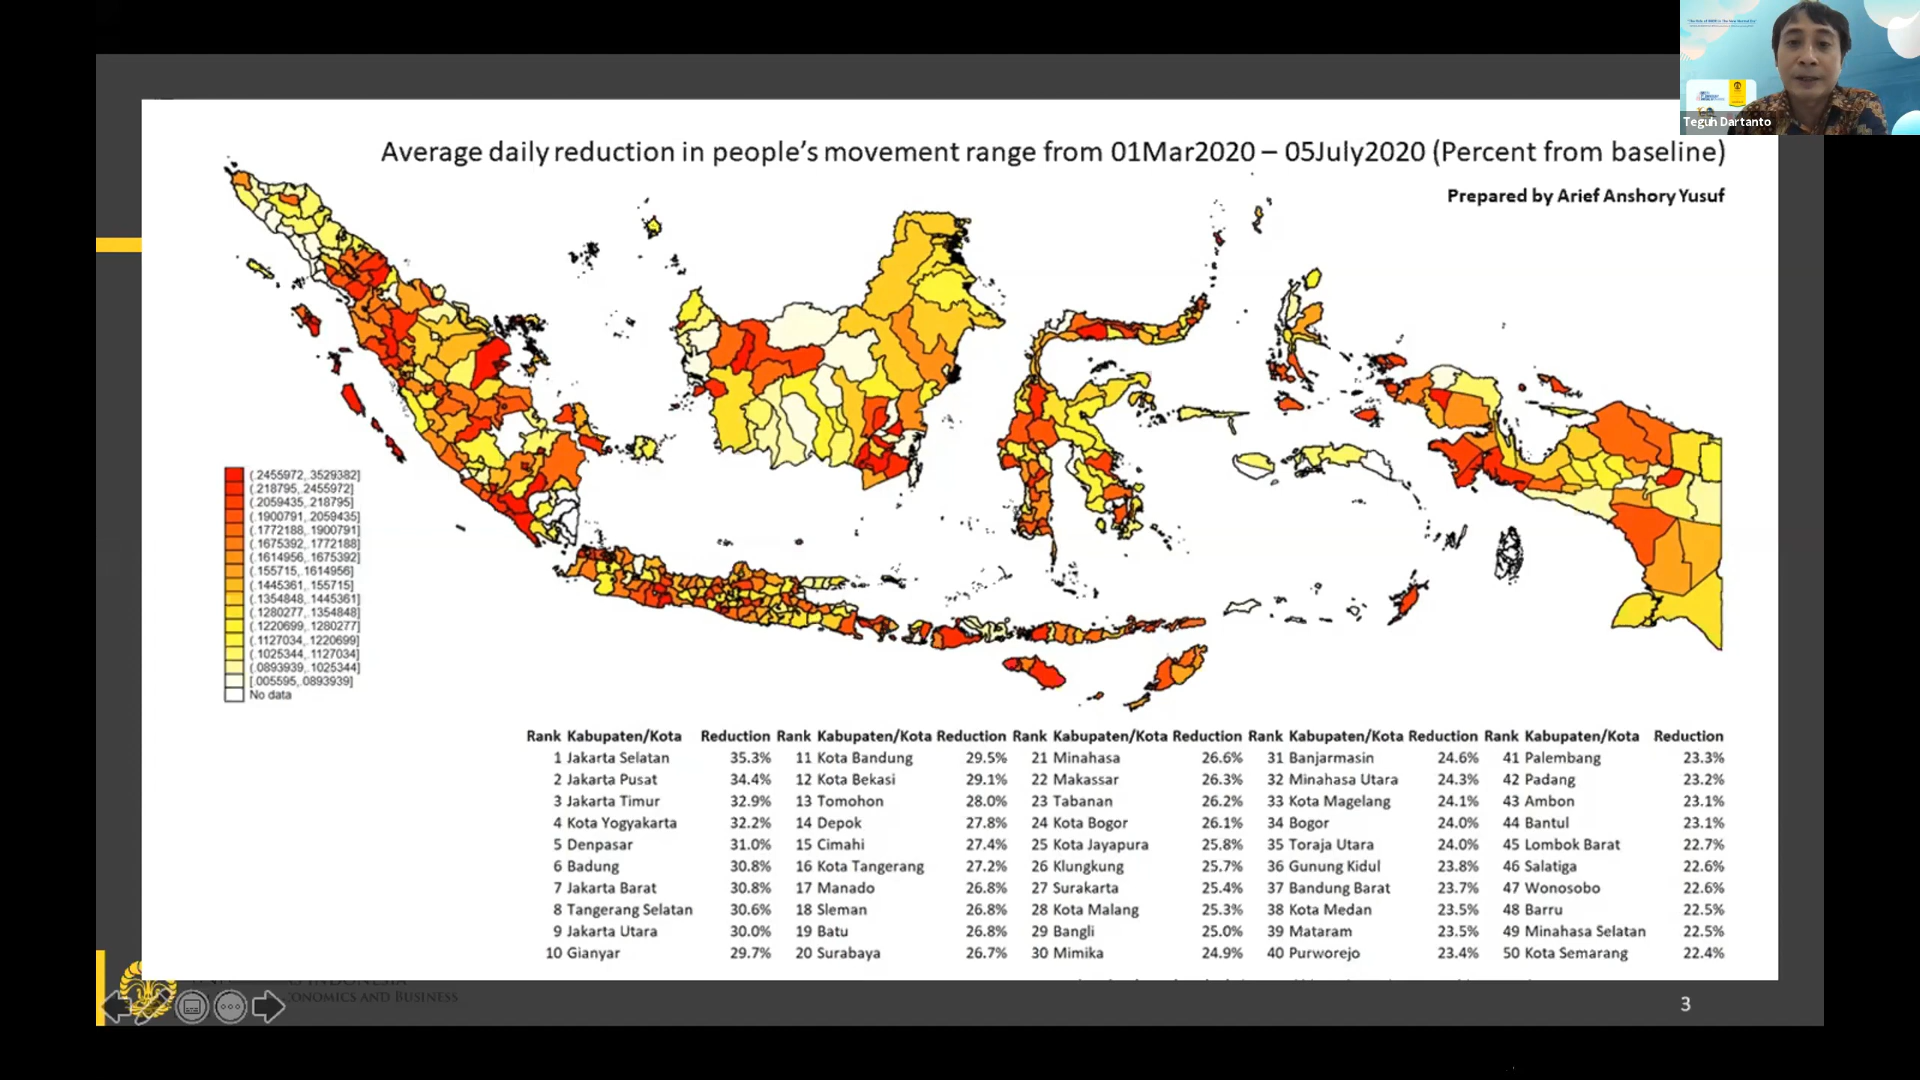 Teguh Dartanto
Average daily reduction in people's movement range from 01Mar2020 – 05July2020 (Percent from baseline)
Prepared by Arief Anshory Yusuf
(.2455972,.3529382]
(.218795,.2455972]
(.2059435,.218795]
(.1900791,.2059435]
(.1772188,.1900791]
(.1675392,.1772188]
(.1614956,.1675392]
(.155715,.1614956]
(.1445361,.155715]
(.1354848,.1445361]
(.1280277,.1354848]
(.1220699,.1280277]
(.1127034,.1220699]
(.1025344,.1127034]
(.0893939,.1025344]
[.005595,.0893939]
No data
Rank Kabupaten/Kota Reduction Rank Kabupaten/Kota Reduction Rank Kabupaten/Kota Reduction Rank Kabupaten/Kota Reduction Rank Kabupaten/Kota Reduction
1 Jakarta Selatan 35.3% 11 Kota Bandung 29.5% 21 Minahasa 26.6% 31 Banjarmasin 24.6% 41 Palembang 23.3%
2 Jakarta Pusat 34.4% 12 Kota Bekasi 29.1% 22 Makassar 26.3% 32 Minahasa Utara 24.3% 42 Padang 23.2%
3 Jakarta Timur 32.9% 13 Tomohon 28.0% 23 Tabanan 26.2% 33 Kota Magelang 24.1% 43 Ambon 23.1%
4 Kota Yogyakarta 32.2% 14 Depok 27.8% 24 Kota Bogor 26.1% 34 Bogor 24.0% 44 Bantul 23.1%
5 Denpasar 31.0% 15 Cimahi 27.4% 25 Kota Jayapura 25.8% 35 Toraja Utara 24.0% 45 Lombok Barat 22.7%
6 Badung 30.8% 16 Kota Tangerang 27.2% 26 Klungkung 25.7% 36 Gunung Kidul 23.8% 46 Salatiga 22.6%
7 Jakarta Barat 30.8% 17 Manado 26.8% 27 Surakarta 25.4% 37 Bandung Barat 23.7% 47 Wonosobo 22.6%
8 Tangerang Selatan 30.6% 18 Sleman 26.8% 28 Kota Malang 25.3% 38 Kota Medan 23.5% 48 Barru 22.5%
9 Jakarta Utara 30.0% 19 Batu 26.8% 29 Bangli 25.0% 39 Mataram 23.5% 49 Minahasa Selatan 22.5%
10 Gianyar 29.7% 20 Surabaya 26.7% 30 Mimika 24.9% 40 Purworejo 23.4% 50 Kota Semarang 22.4%
ONOMICS AND BUSINESS
3